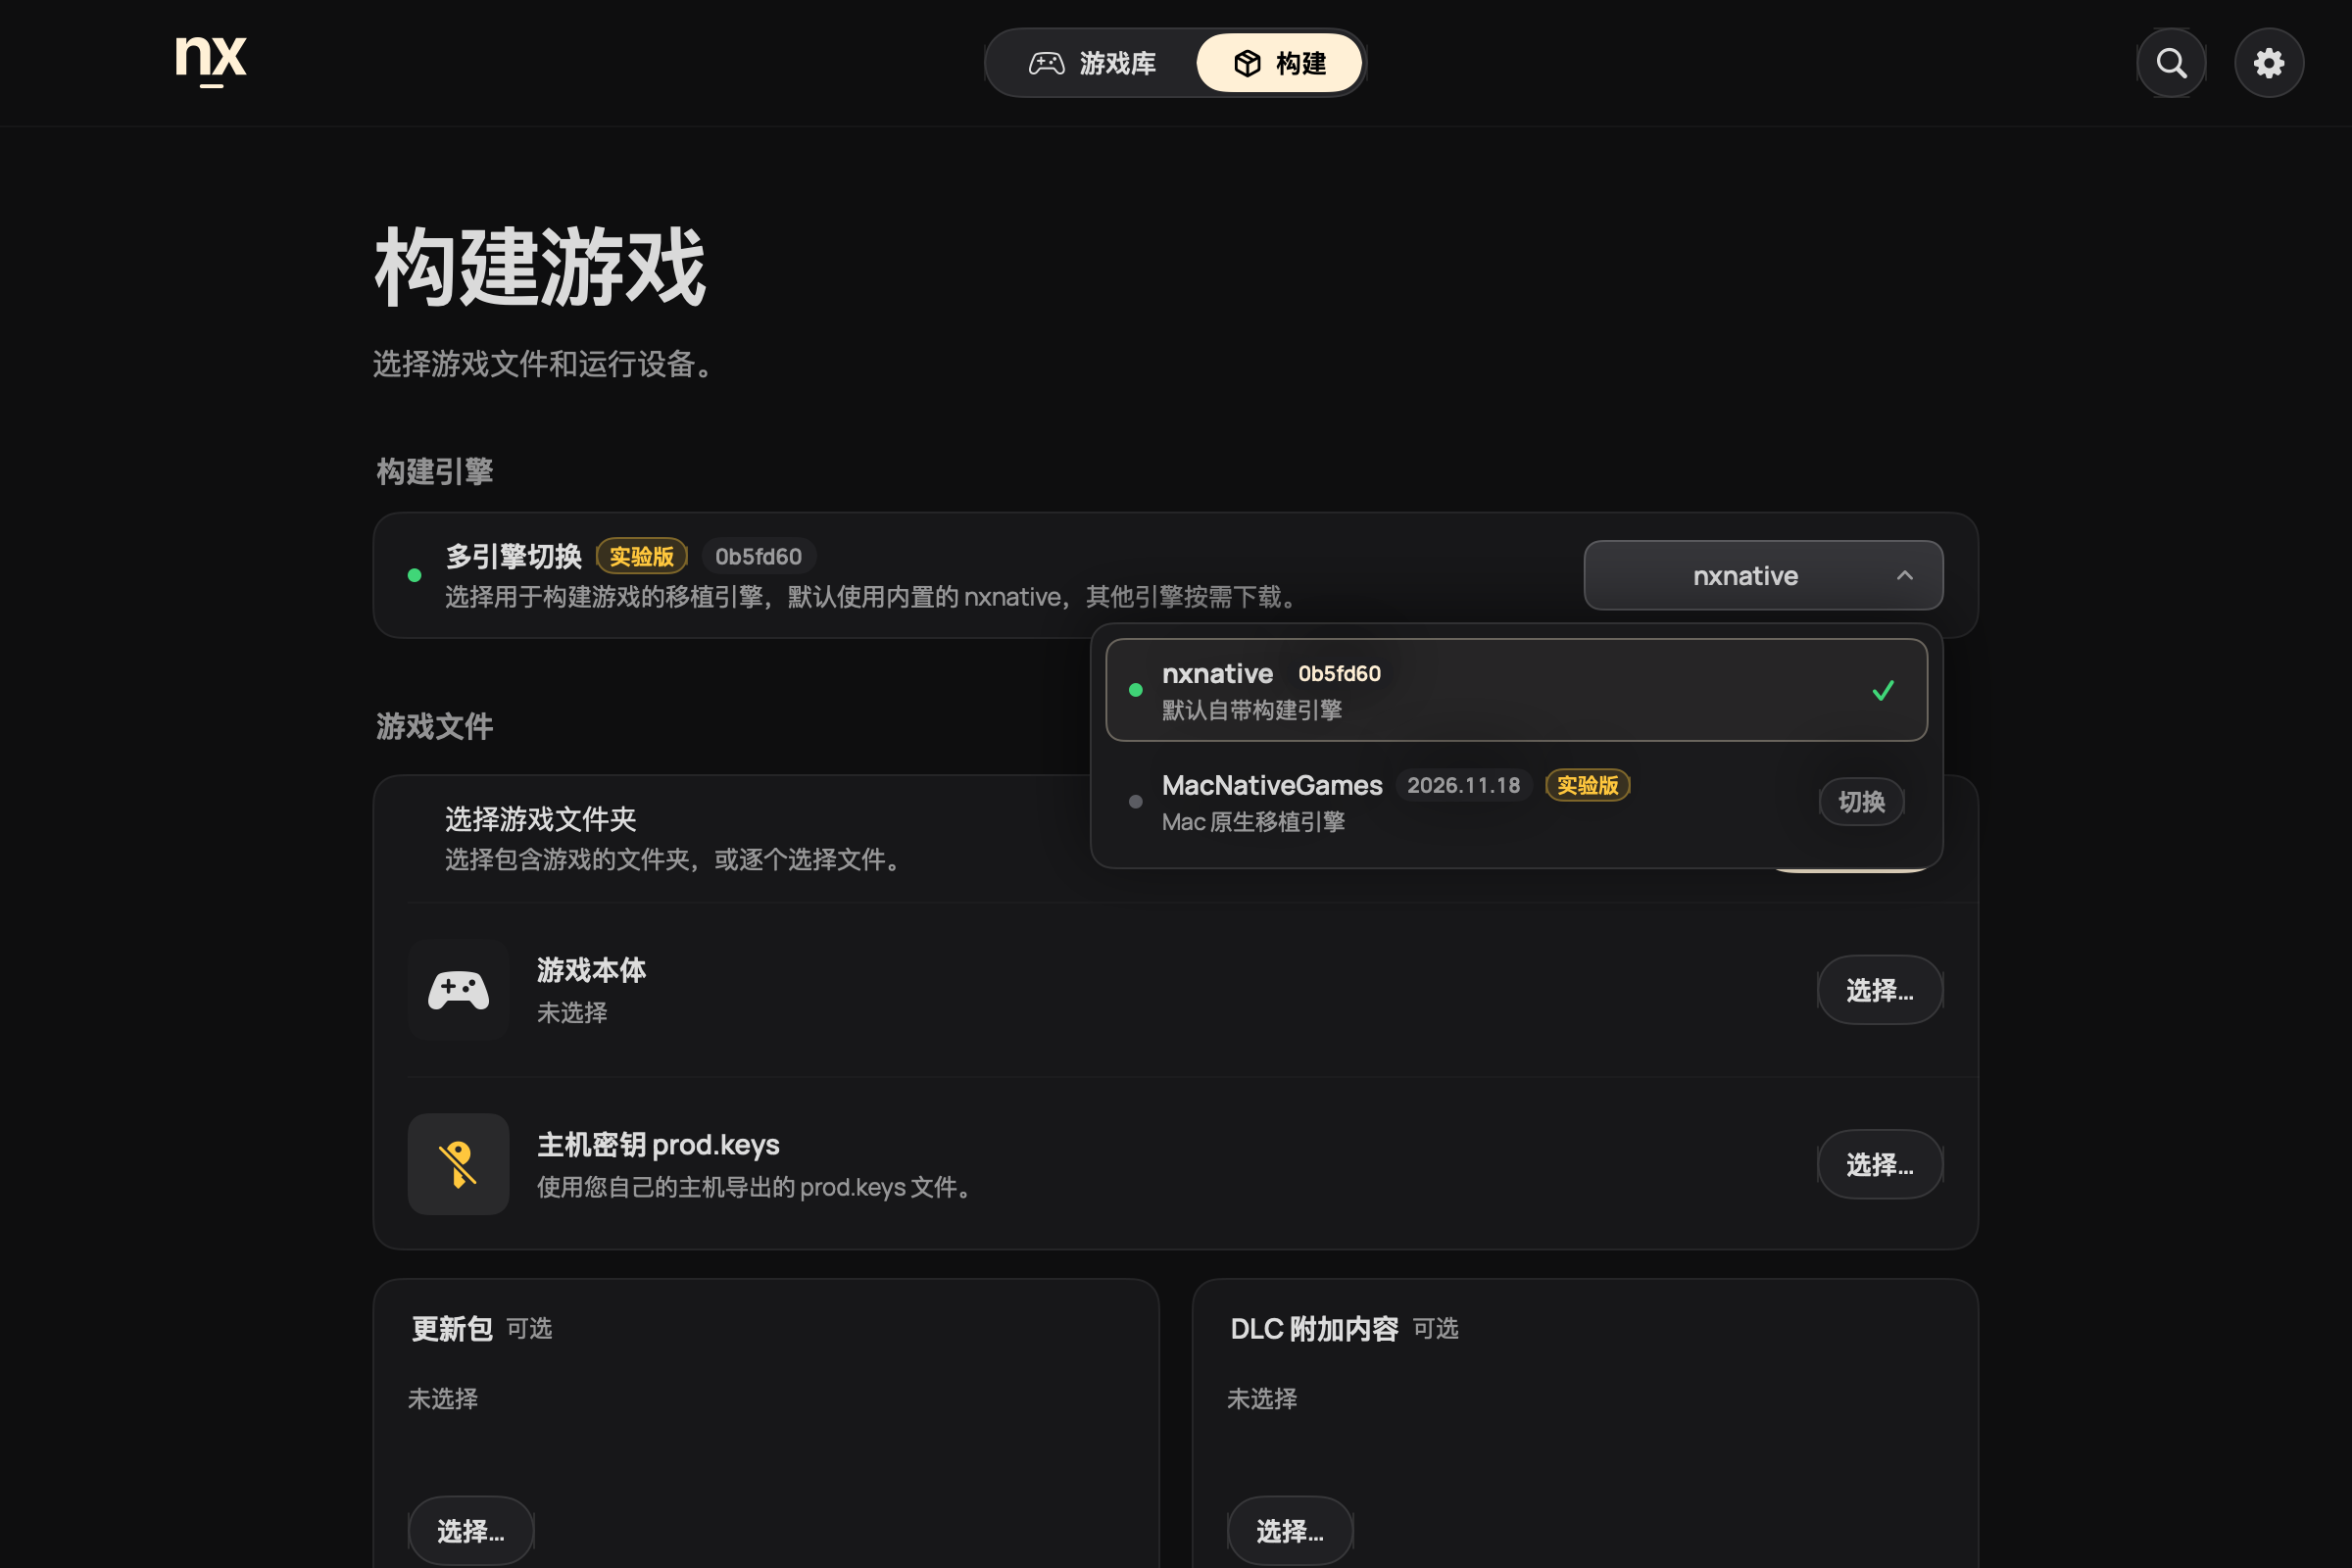 nx
游戏库
构建
构建游戏
选择游戏文件和运行设备。
构建引擎
多引擎切换 实验版 0b5fd60
选择用于构建游戏的移植引擎，默认使用内置的 nxnative，其他引擎按需下载。
nxnative
nxnative 0b5fd60
默认自带构建引擎
MacNativeGames 2026.11.18 实验版
Mac 原生移植引擎
切换
游戏文件
选择游戏文件夹
选择包含游戏的文件夹，或逐个选择文件。
游戏本体
未选择
选择...
主机密钥 prod.keys
使用您自己的主机导出的 prod.keys 文件。
选择...
更新包 可选
未选择
选择...
DLC 附加内容 可选
未选择
选择...